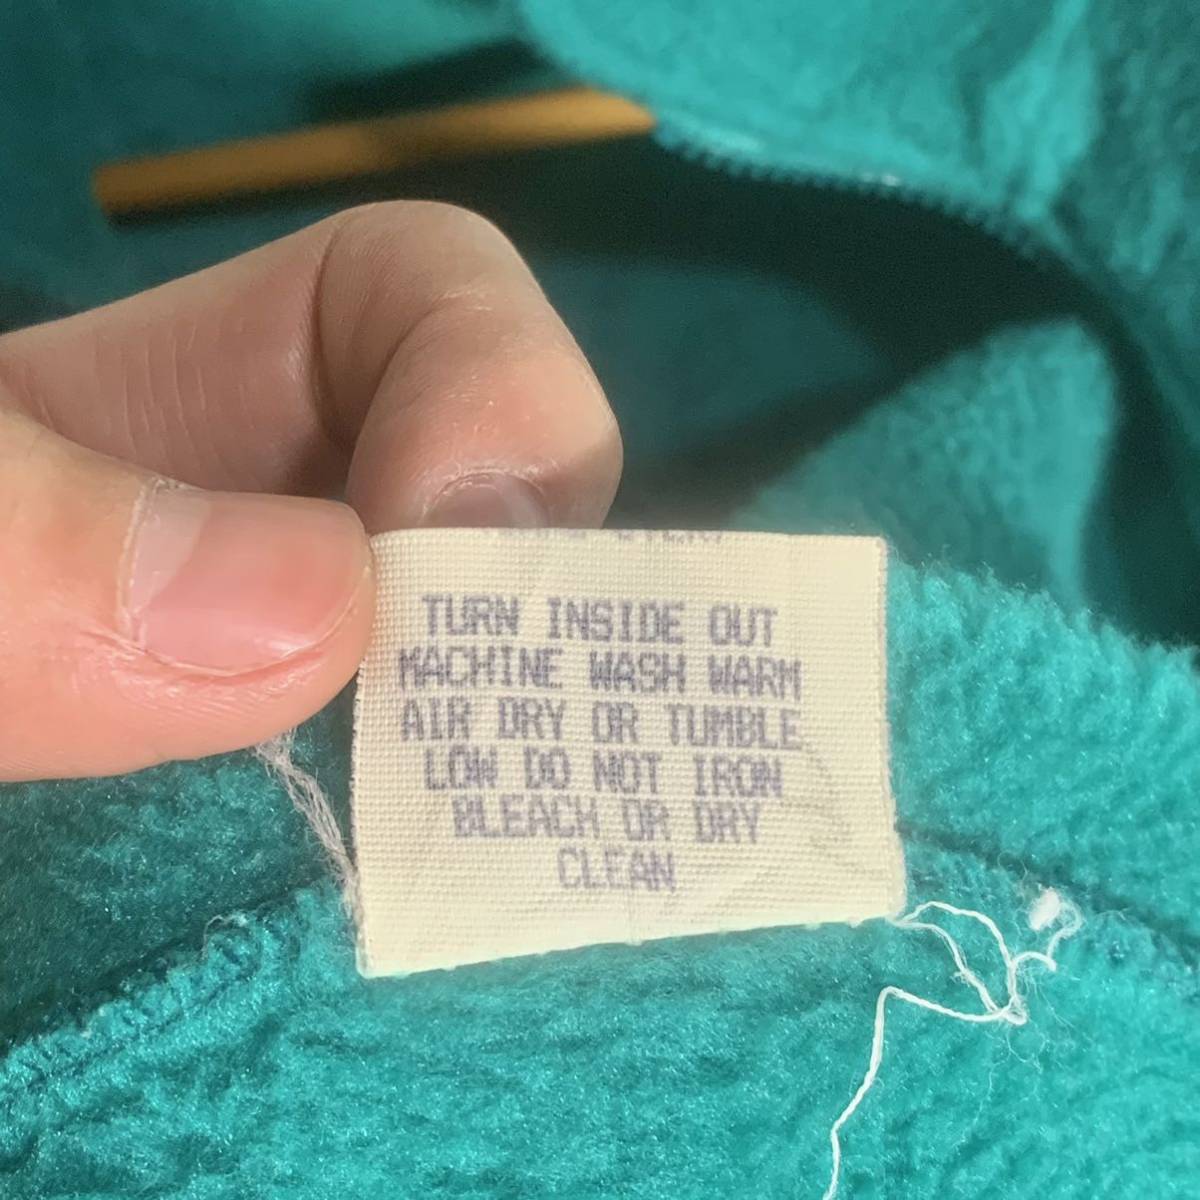 TURN INSIDE OUT
MACHINE WASH WARM
AIR DRY OR TUMBLE
LOW DO NOT IRON
BLEACH OR DRY
CLEAN